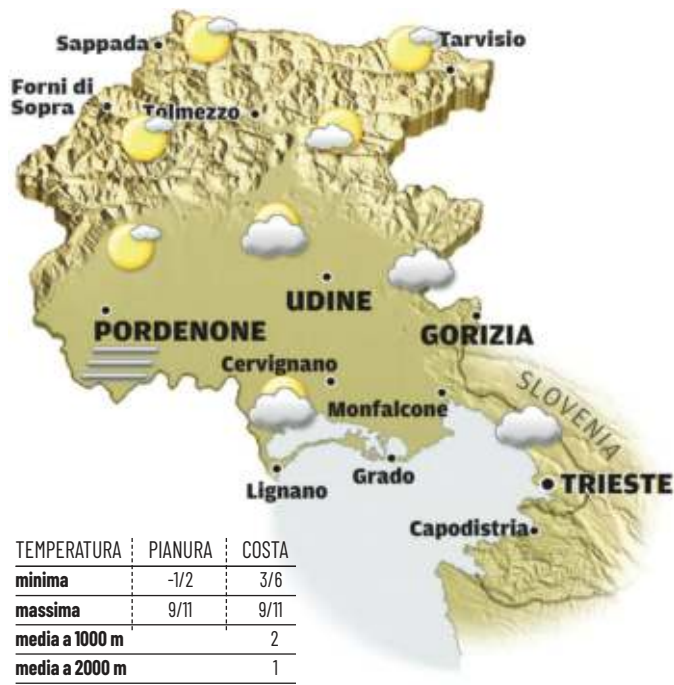 Sappada
Tarvisio
Forni di
Sopra
Tolmezzo
UDINE
PORDENONE
GORIZIA
Cervignano
SLOVENIA
Monfalcone
TRIESTE
Lignano
Grado
Capodistria
TEMPERATURA PIANURA COSTA
minima -1/2 3/6
massima 9/11 9/11
media a 1000 m 2
media a 2000 m 1